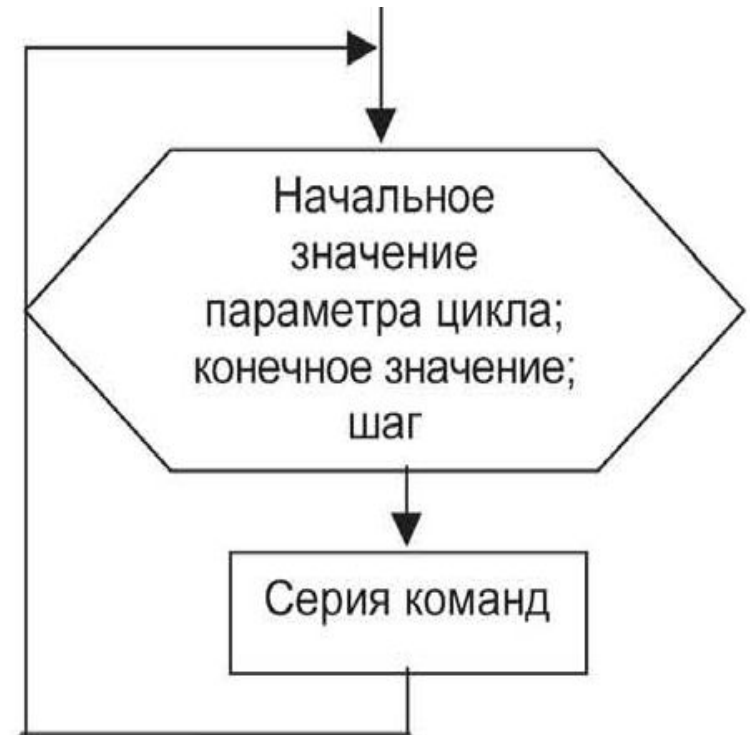 Начальное
значение
параметра цикла;
конечное значение;
шаг
Серия команд